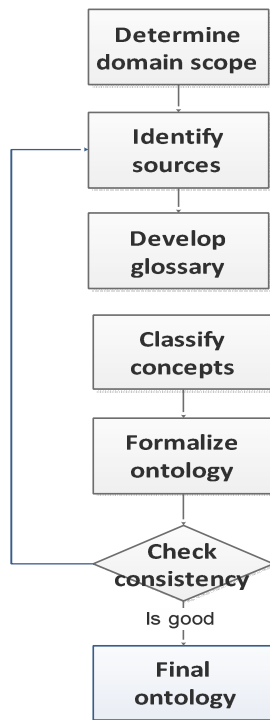 Determine
domain scope
Identify
sources
Develop
glossary
Classify
concepts
Formalize
ontology
Check
consistency
Is good
Final
ontology